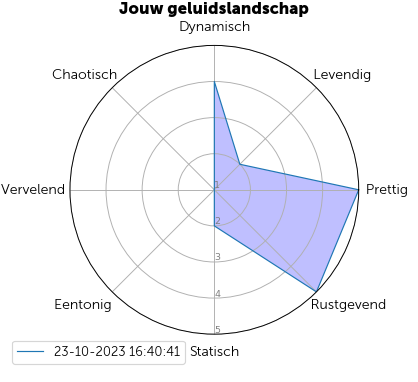 Jouw geluidslandschap
Dynamisch
Chaotisch
Levendig
Vervelend
1
Prettig
2
3
4
Eentonig
Rustgevend
5
23-10-2023 16:40:41
Statisch